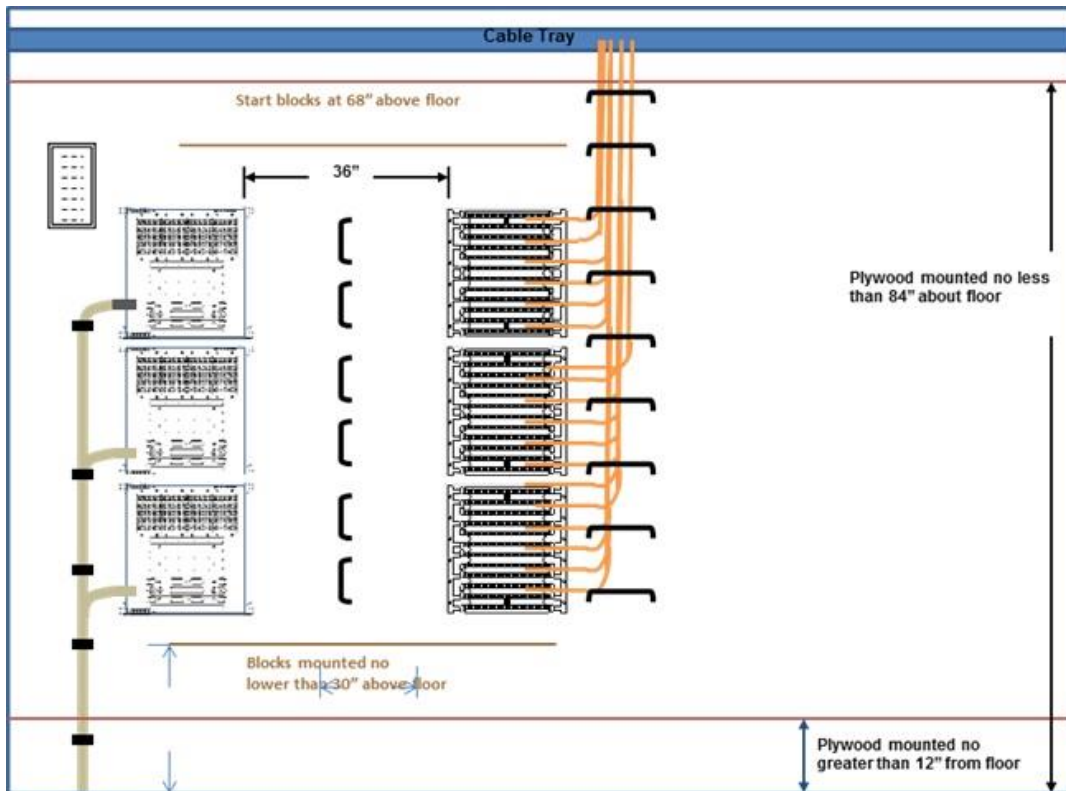 Cable Tray
Start blocks at 68” above floor
36”
Plywood mounted no less
than 84” about floor
Blocks mounted no
lower than 30” above floor
Plywood mounted no
greater than 12” from floor